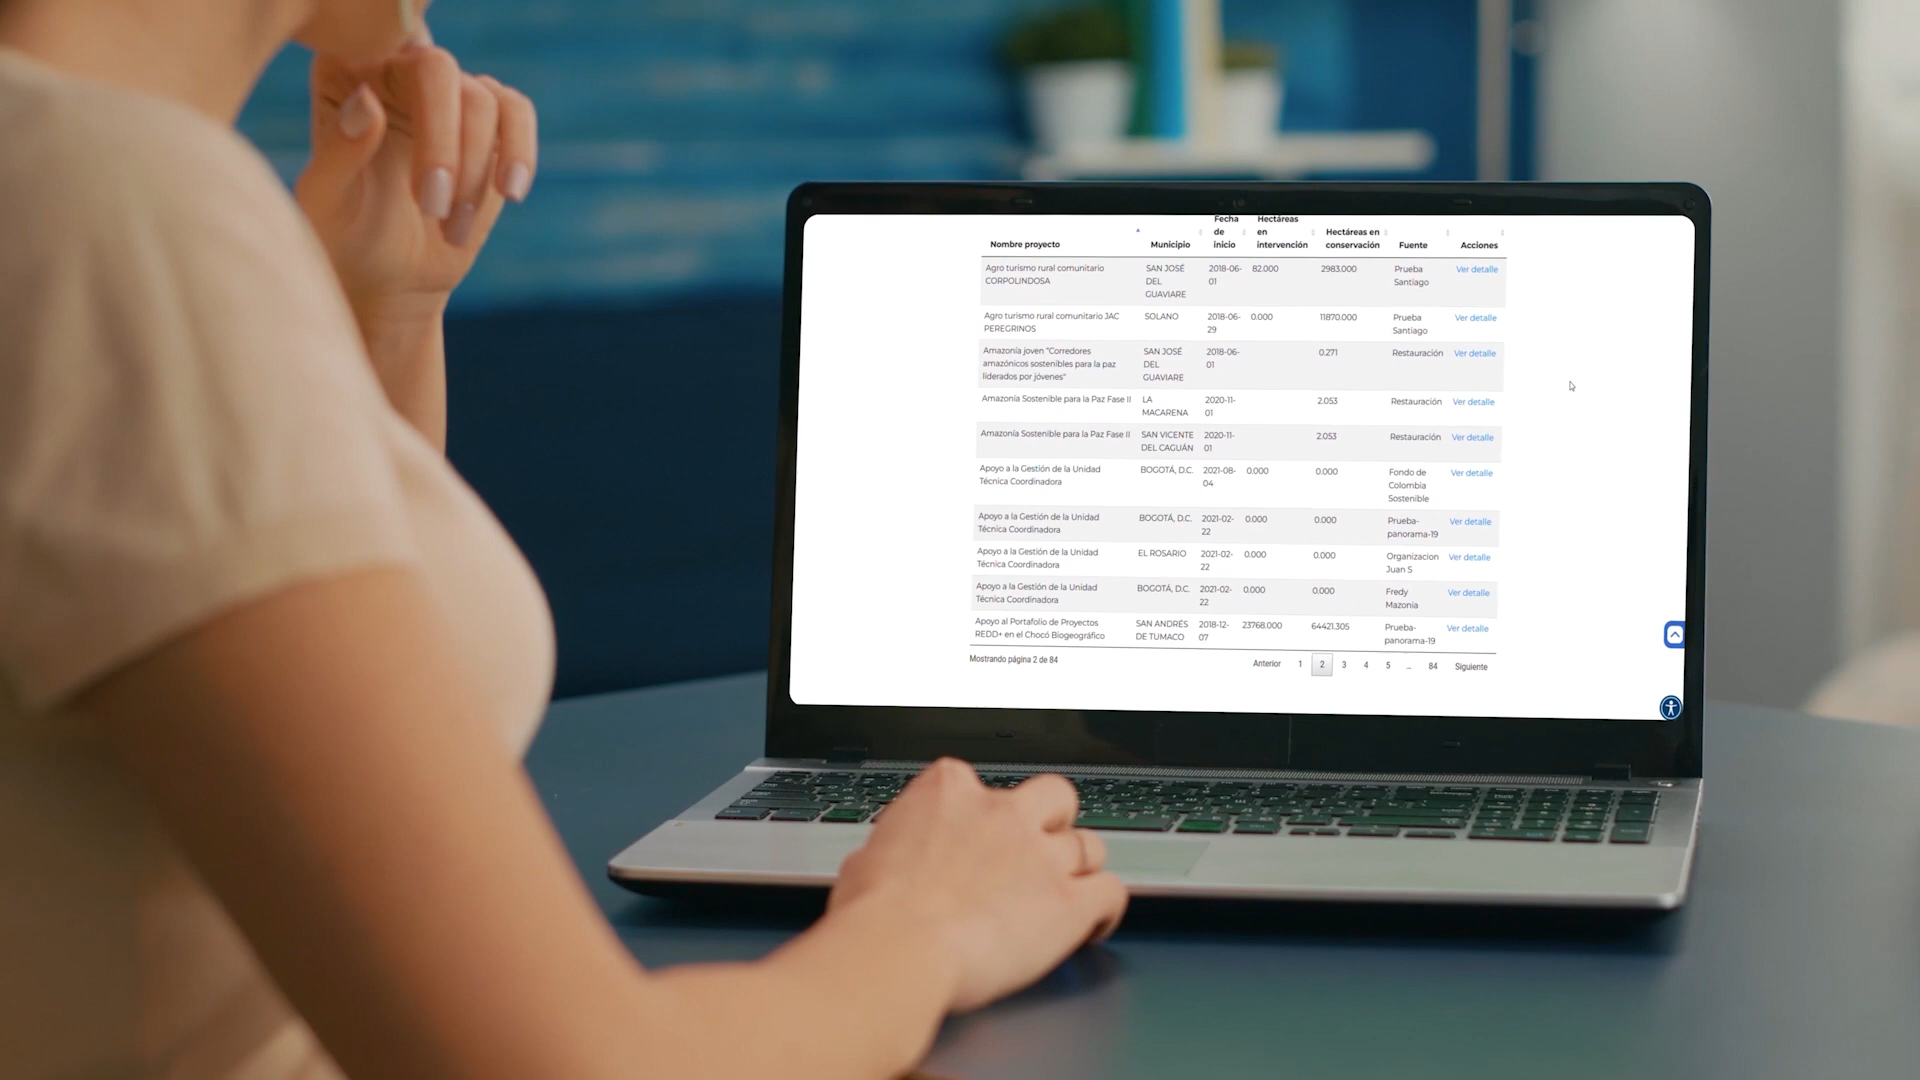 Fecha Hectáreas
de en Hectáreas en
Nombre proyecto Municipio inicio intervención conservación Fuente Acciones
Agro turismo rural comunitario SAN JOSÉ 2018-06- 82.000 2983.000 Prueba Ver detalle
CORPOLINDOSA DEL 01 Santiago
GUAVIARE
Agro turismo rural comunitario JAC SOLANO 2018-06- 0.000 11870.000 Prueba Ver detalle
PEREGRINOS 29 Santiago
Amazonía joven "Corredores SAN JOSÉ 2018-06- 0.271 Restauración Ver detalle
amazónicos sostenibles para la paz DEL 01
liderados por jóvenes" GUAVIARE
Amazonía Sostenible para la Paz Fase II LA 2020-11- 2.053 Restauración Ver detalle
MACARENA 01
Amazonía Sostenible para la Paz Fase II SAN VICENTE 2020-11- 2.053 Restauración Ver detalle
DEL CAGUÁN 01
Apoyo a la Gestión de la Unidad BOGOTÁ, D.C. 2021-08- 0.000 0.000 Fondo de Ver detalle
Técnica Coordinadora 04 Colombia
Sostenible
Apoyo a la Gestión de la Unidad BOGOTÁ, D.C. 2021-02- 0.000 0.000 Prueba- Ver detalle
Técnica Coordinadora 22 panorama-19
Apoyo a la Gestión de la Unidad EL ROSARIO 2021-02- 0.000 0.000 Organizacion Ver detalle
Técnica Coordinadora 22 Juan S
Apoyo a la Gestión de la Unidad BOGOTÁ, D.C. 2021-02- 0.000 0.000 Fredy Ver detalle
Técnica Coordinadora 22 Mazonia
Apoyo al Portafolio de Proyectos SAN ANDRÉS 2018-12- 23768.000 64421.305 Prueba- Ver detalle
REDD+ en el Chocó Biogeográfico DE TUMACO 07 panorama-19
Mostrando página 2 de 84 Anterior 1 2 3 4 5 ... 84 Siguiente